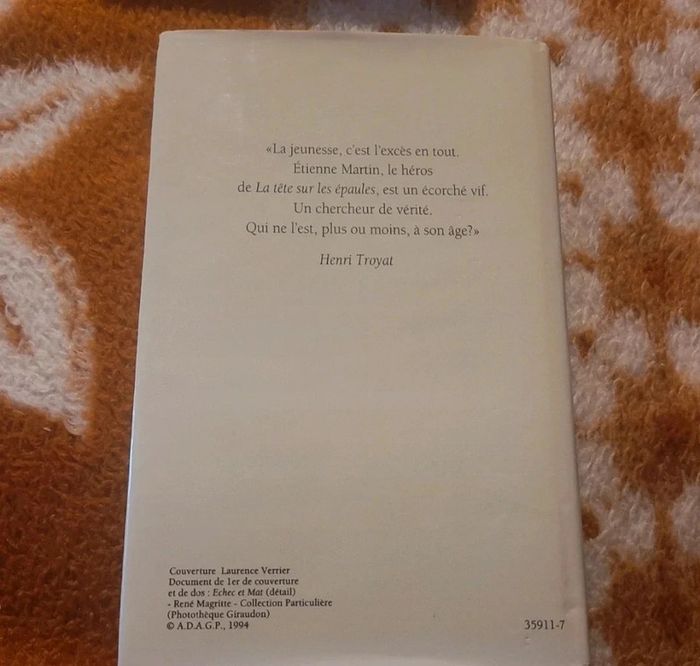 «La jeunesse, c'est l'excès en tout.
Étienne Martin, le héros
de La tête sur les épaules, est un écorché vif.
Un chercheur de vérité.
Qui ne l'est, plus ou moins, à son âge?»
Henri Troyat
Couverture Laurence Verrier
Document de 1er de couverture
et de dos : Echec et Mat (détail)
- René Magritte - Collection Particulière
(Photothèque Giraudon)
© A.D.A.G.P., 1994
35911-7